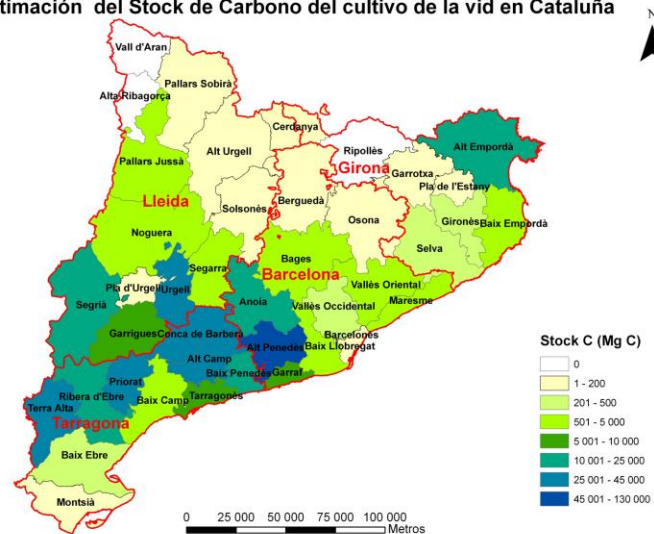 timación del Stock de Carbono del cultivo de la vid en Cataluña
Vall d'Aran
Pallars Sobirà
Alta Ribagorça
Cerdanya
Ripollès
Alt Empordà
Alt Urgell
Garrotxa
Girona
Pallars Jussà
Pla de l'Estany
Berguedà
Lleida
Solsonès
Osona
Gironès
Baix Empordà
Noguera
Selva
Bages
Segarra
Barcelona
Vallès Oriental
Pla d'Urgell
Urgell
Anoia
Maresme
Segrià
Vallès Occidental
Garrigues
Conca de Barberà
Barcelonès
Alt Penedès
Baix Llobregat
Alt Camp
Baix Penedès
Garraf
Priorat
Ribera d'Ebre
Tarragonès
Terra Alta
Baix Camp
Tarragona
Baix Ebre
Montsià
Stock C (Mg C)
0
1 - 200
201 - 500
501 - 5 000
5 001 - 10 000
10 001 - 25 000
25 001 - 45 000
45 001 - 130 000
0 25 000 50 000 75 000 100 000
Metros